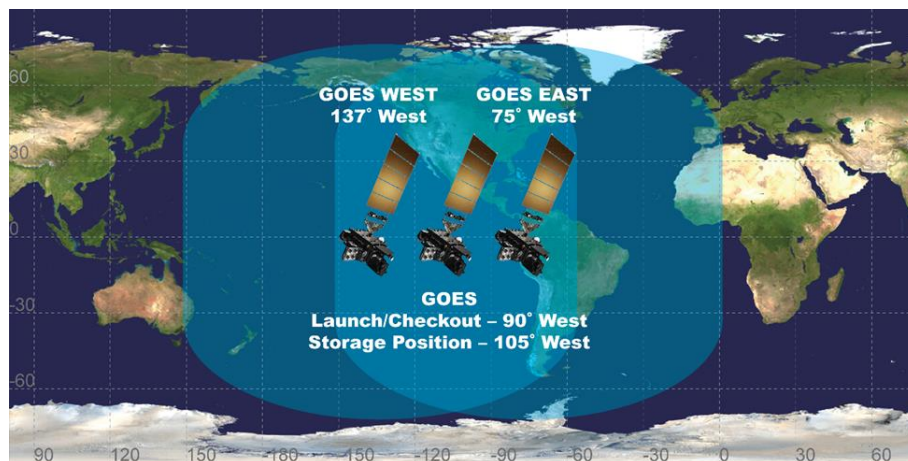 60
GOES WEST
137° West
GOES EAST
75° West
30
0
GOES
Launch/Checkout – 90° West
Storage Position – 105° West
-30
-60
90 120 150 -180 -150 -120 -90 -60 -30 0 30 60